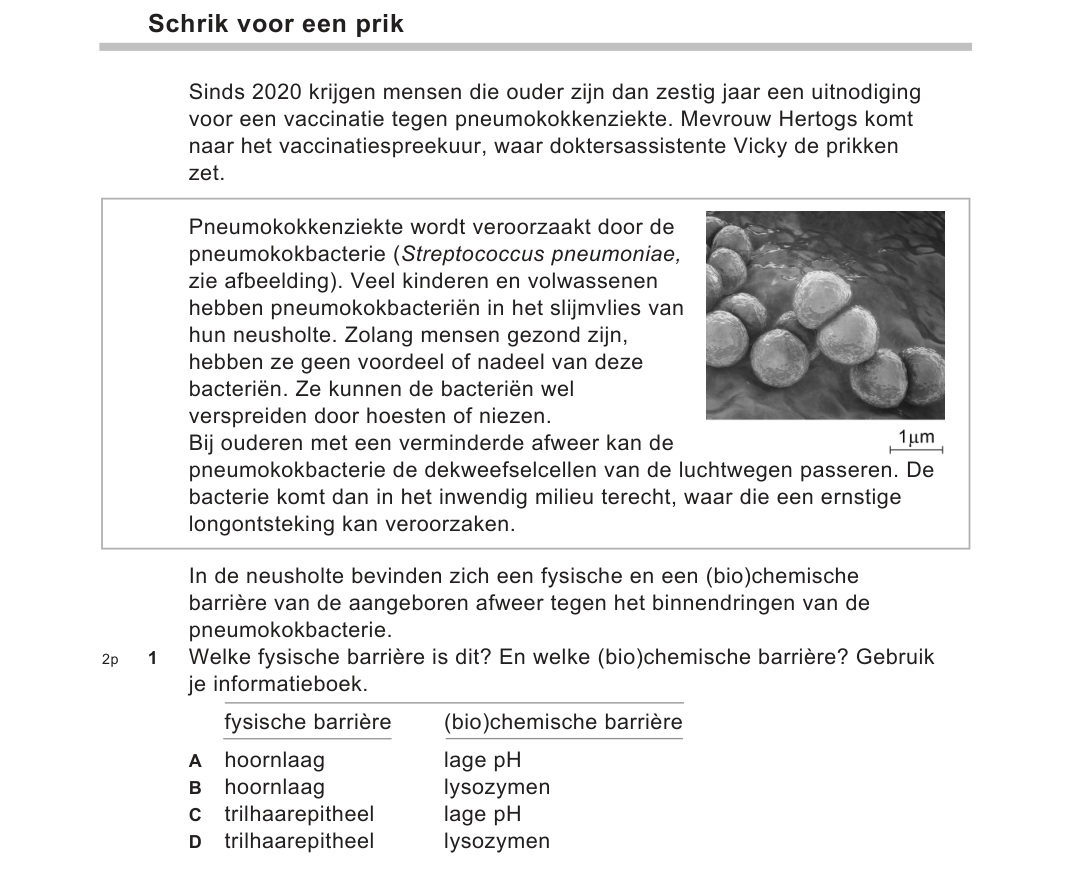 Schrik voor een prik
Sinds 2020 krijgen mensen die ouder zijn dan zestig jaar een uitnodiging
voor een vaccinatie tegen pneumokokkenziekte. Mevrouw Hertogs komt
naar het vaccinatiespreekuur, waar doktersassistente Vicky de prikken
zet.
Pneumokokkenziekte wordt veroorzaakt door de
pneumokokbacterie (Streptococcus pneumoniae,
zie afbeelding). Veel kinderen en volwassenen
hebben pneumokokbacteriën in het slijmvlies van
hun neusholte. Zolang mensen gezond zijn,
hebben ze geen voordeel of nadeel van deze
bacteriën. Ze kunnen de bacteriën wel
verspreiden door hoesten of niezen.
Bij ouderen met een verminderde afweer kan de
pneumokokbacterie de dekweefselcellen van de luchtwegen passeren. De
bacterie komt dan in het inwendig milieu terecht, waar die een ernstige
longontsteking kan veroorzaken.
1μm
In de neusholte bevinden zich een fysische en een (bio)chemische
barrière van de aangeboren afweer tegen het binnendringen van de
pneumokokbacterie.
2p 1 Welke fysische barrière is dit? En welke (bio)chemische barrière? Gebruik
je informatieboek.
fysische barrière (bio)chemische barrière
A hoornlaag lage pH
B hoornlaag lysozymen
C trilhaarepitheel lage pH
D trilhaarepitheel lysozymen